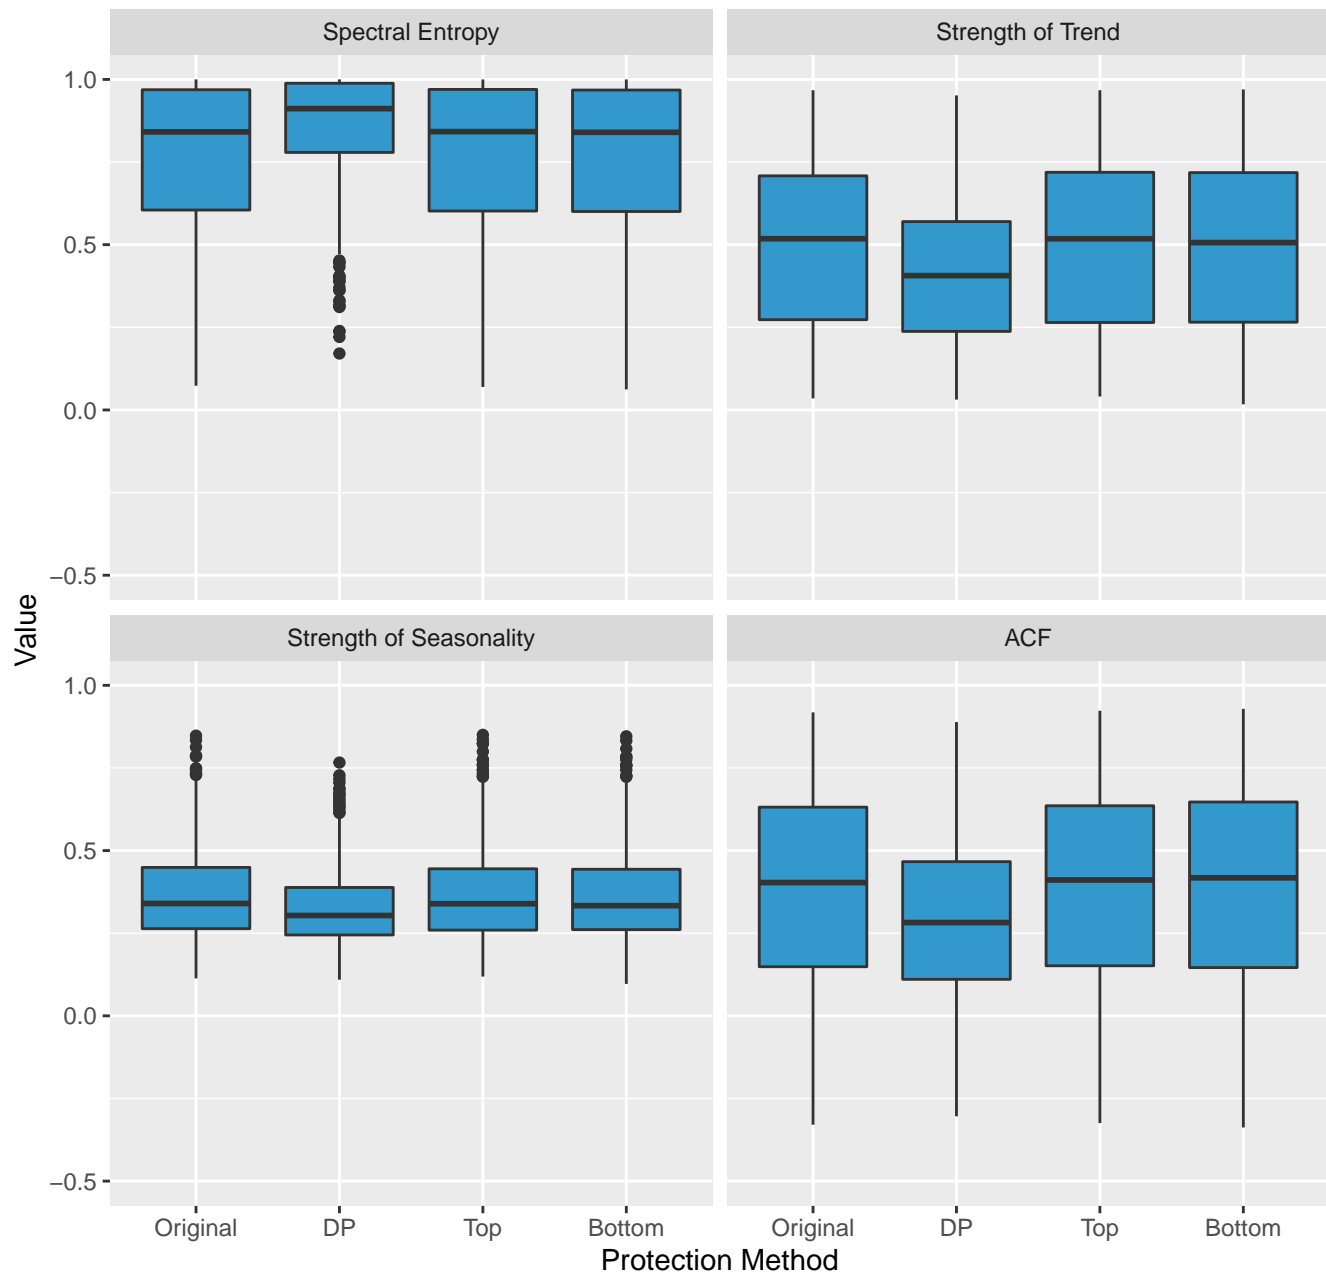 Spectral Entropy
Strength of Trend
1.0
0.5
0.0
−0.5
Value
Strength of Seasonality
ACF
1.0
0.5
0.0
−0.5
Original DP Top Bottom
Original DP Top Bottom
Protection Method